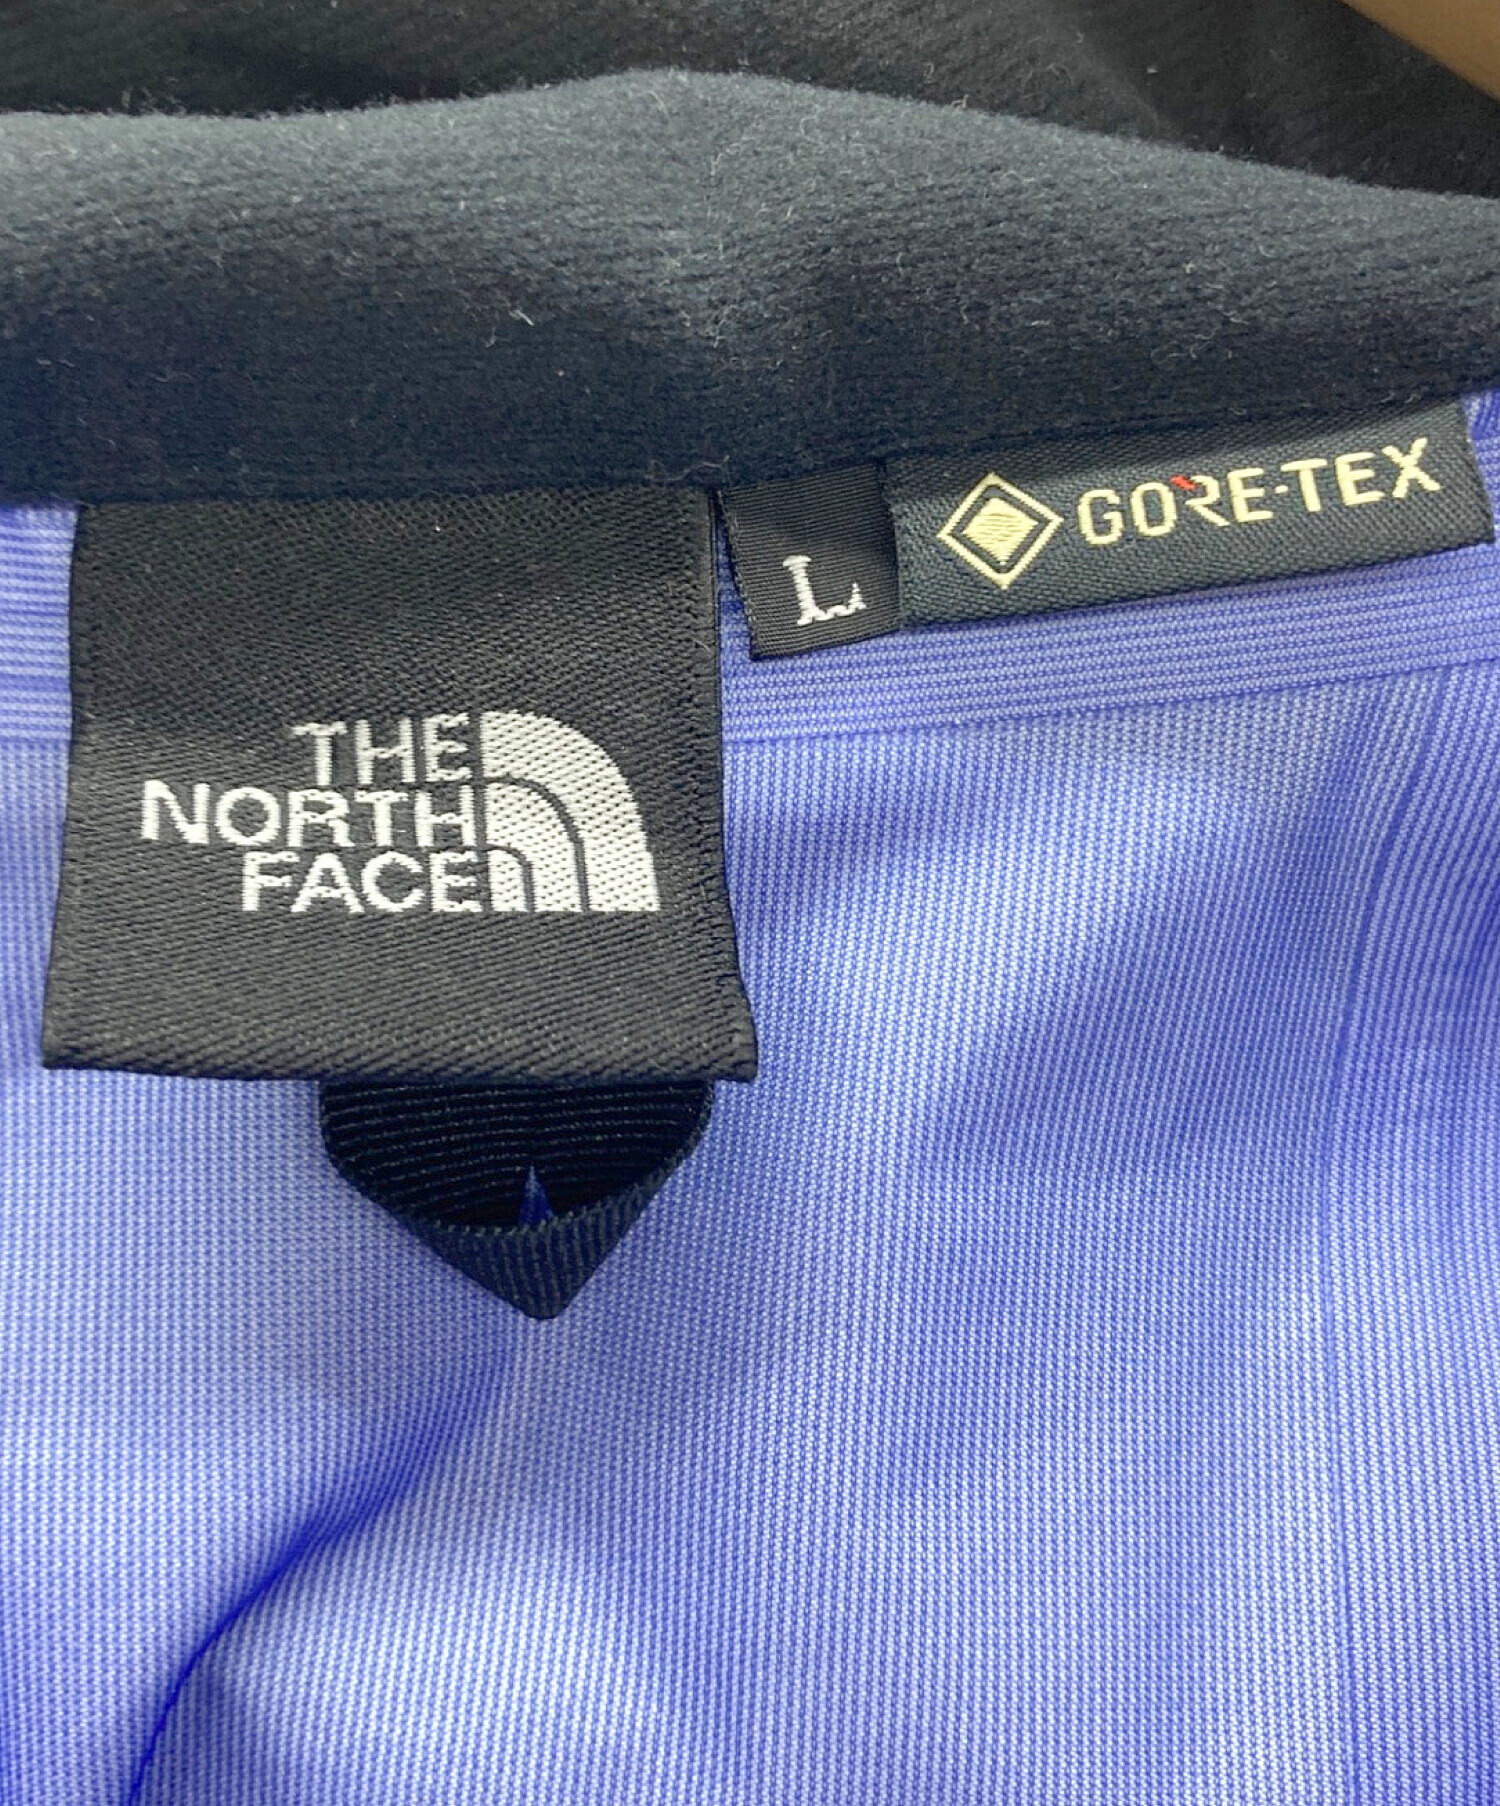 THE
NORTH
FACE
L
GORE-TEX